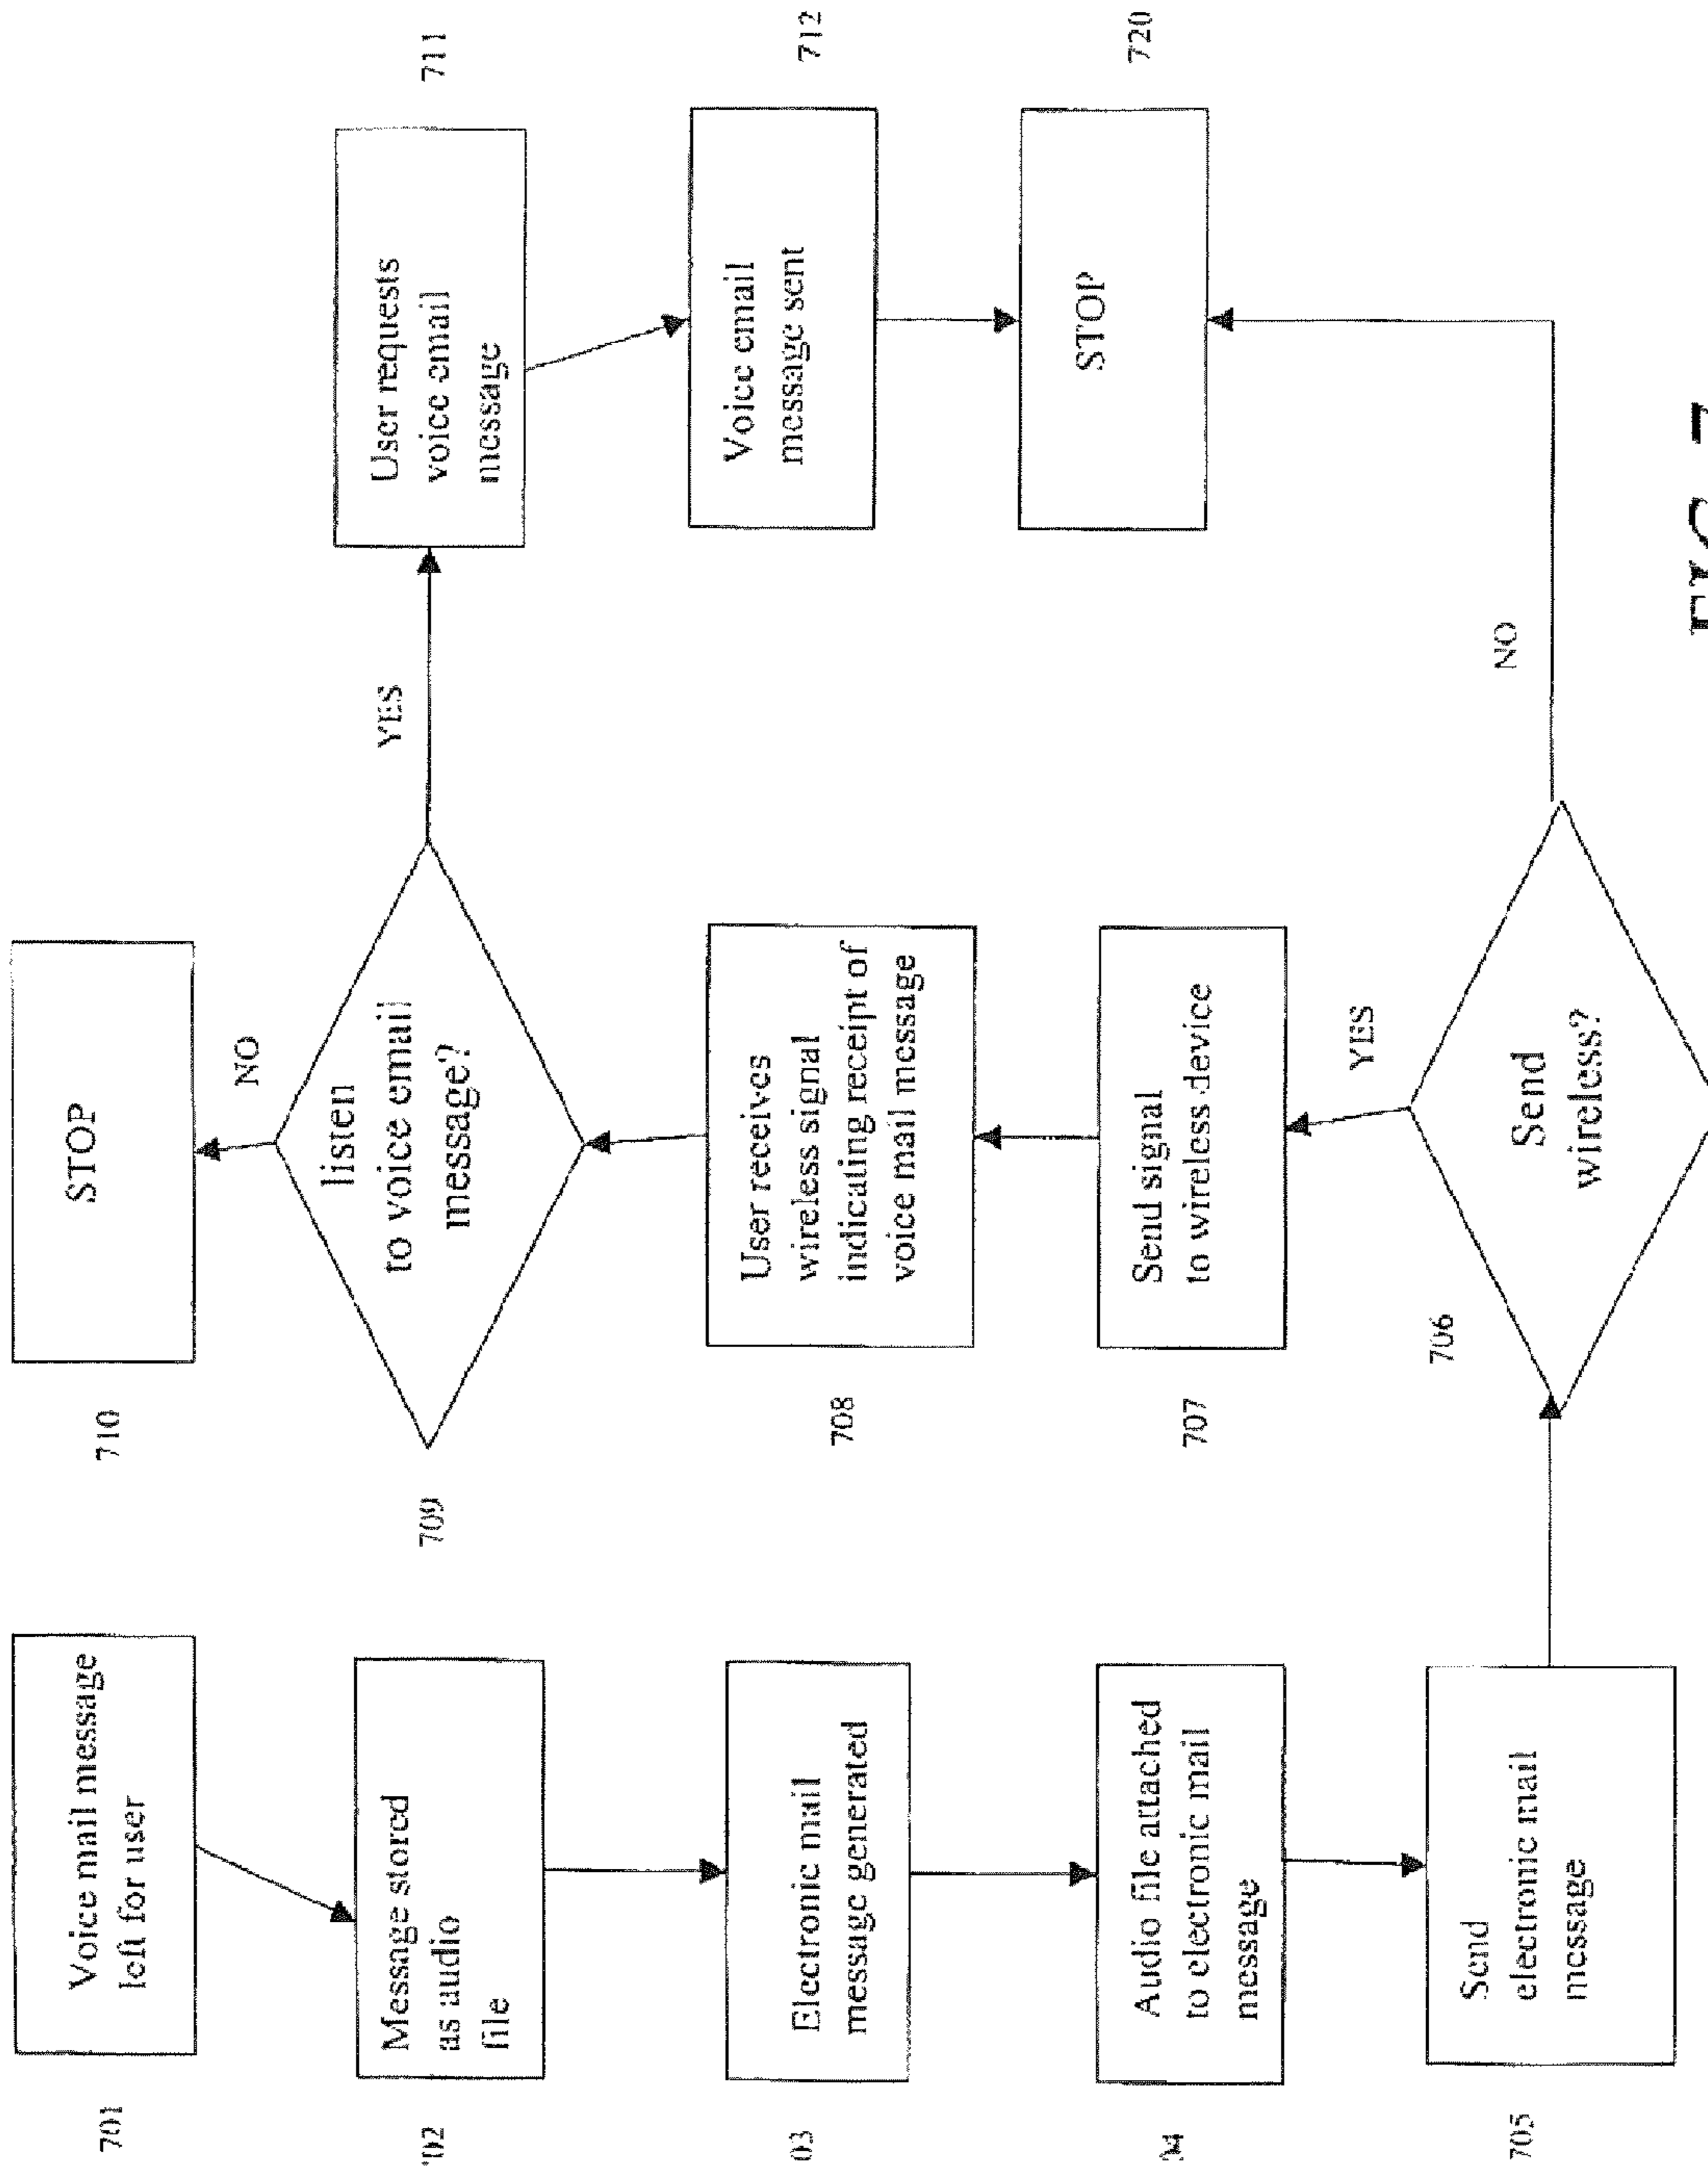 701
Voice mail message
left for user
'02
Message stored
as audio
file
03
Electronic mail
message generated
04
Audio file attached
to electronic mail
message
705
Send
electronic mail
message
706
Send
wireless?
YES
NO
707
Send signal
to wireless device
708
User receives
wireless signal
indicating receipt of
voice mail message
709
listen
to voice email
message?
NO
YES
710
STOP
711
User requests
voice email
message
712
Voice email
message sent
720
STOP